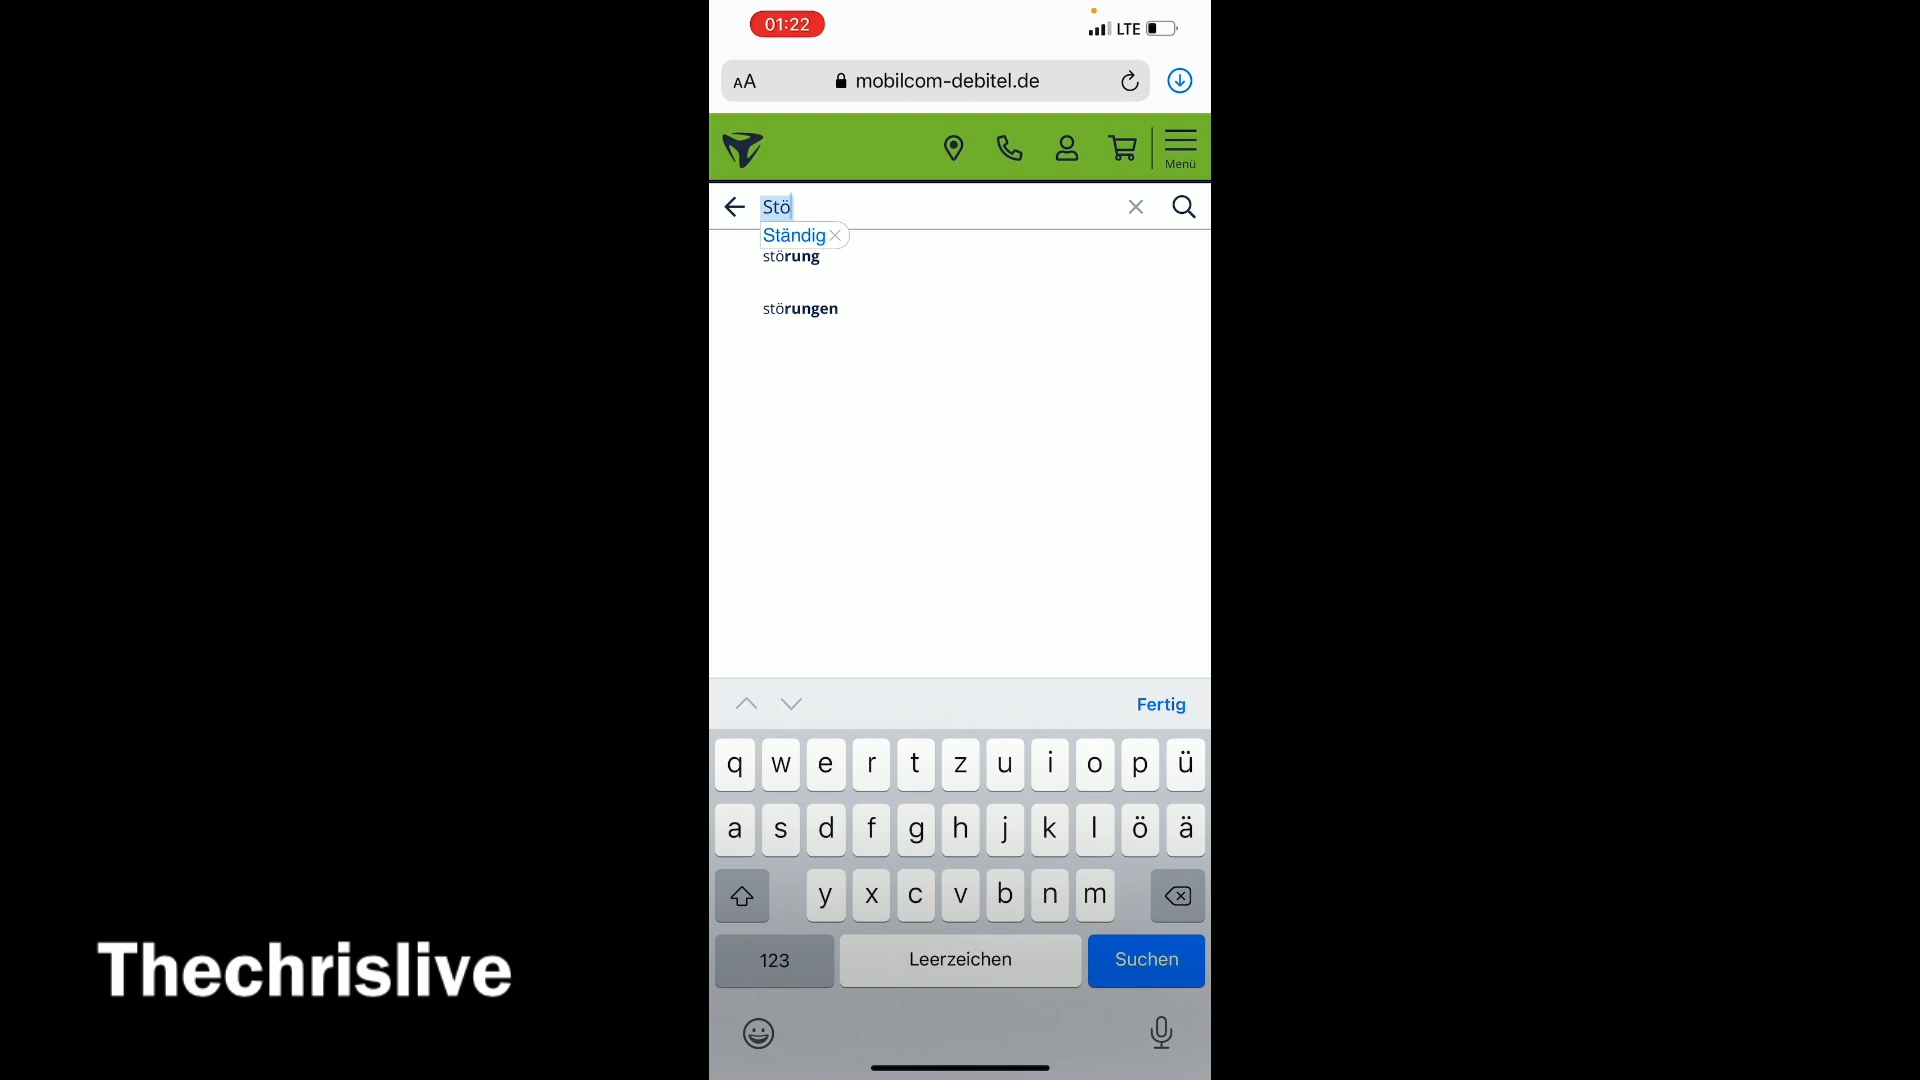 01:22
LTE
AA
mobilcom-debitel.de
Menü
Stö
Ständig
störung
störungen
Fertig
q w e r t z u i o p ü
a s d f g h j k l ö ä
y x c v b n m
123
Leerzeichen
Suchen
Thechrislive